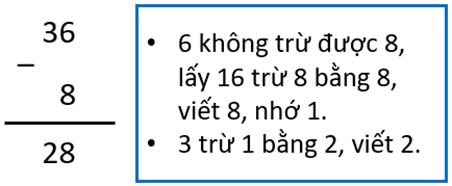 36
–
8
28
• 6 không trừ được 8,
lấy 16 trừ 8 bằng 8,
viết 8, nhớ 1.
• 3 trừ 1 bằng 2, viết 2.